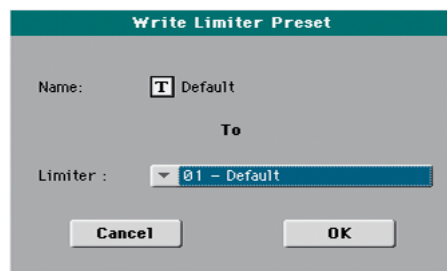 Write Limiter Preset
Name: T Default
To
Limiter : 01 - Default
Cancel OK